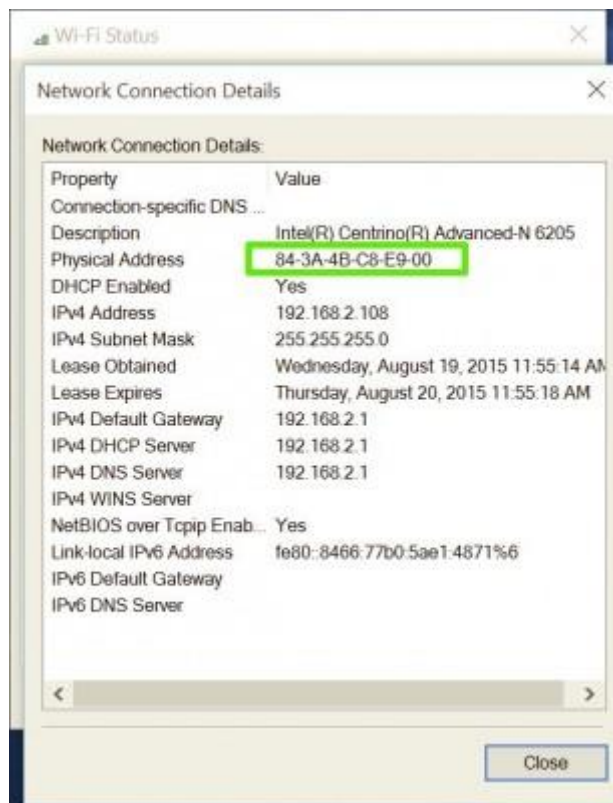 Wi-Fi Status
Network Connection Details
Network Connection Details:
Property Value
Connection-specific DNS ...
Description Intel(R) Centrino(R) Advanced-N 6205
Physical Address 84-3A-4B-C8-E9-00
DHCP Enabled Yes
IPv4 Address 192.168.2.108
IPv4 Subnet Mask 255.255.255.0
Lease Obtained Wednesday, August 19, 2015 11:55:14 AM
Lease Expires Thursday, August 20, 2015 11:55:18 AM
IPv4 Default Gateway 192.168.2.1
IPv4 DHCP Server 192.168.2.1
IPv4 DNS Server 192.168.2.1
IPv4 WINS Server
NetBIOS over Tcpip Enab... Yes
Link-local IPv6 Address fe80::8466:77b0:5ae1:4871%6
IPv6 Default Gateway
IPv6 DNS Server
Close